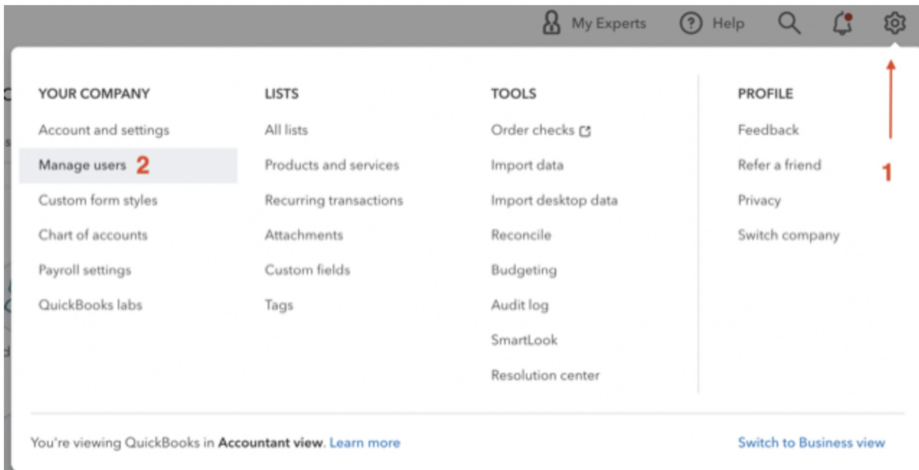 My Experts
Help
YOUR COMPANY
Account and settings
Manage users 2
Custom form styles
Chart of accounts
Payroll settings
QuickBooks labs
LISTS
All lists
Products and services
Recurring transactions
Attachments
Custom fields
Tags
TOOLS
Order checks
Import data
Import desktop data
Reconcile
Budgeting
Audit log
SmartLook
Resolution center
PROFILE
Feedback
Refer a friend
Privacy
Switch company
1
You're viewing QuickBooks in Accountant view. Learn more
Switch to Business view